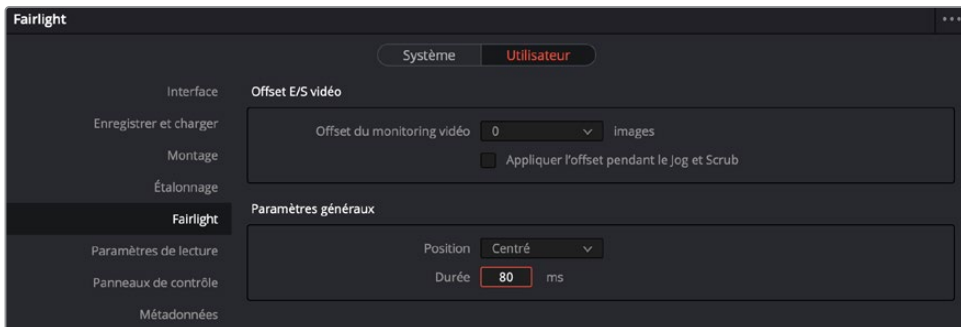 Fairlight
Système Utilisateur
Interface
Enregistrer et charger
Montage
Étalonnage
Fairlight
Paramètres de lecture
Panneaux de contrôle
Métadonnées
Offset E/S vidéo
Offset du monitoring vidéo 0 images
Appliquer l'offset pendant le Jog et Scrub
Paramètres généraux
Position Centré
Durée 80 ms